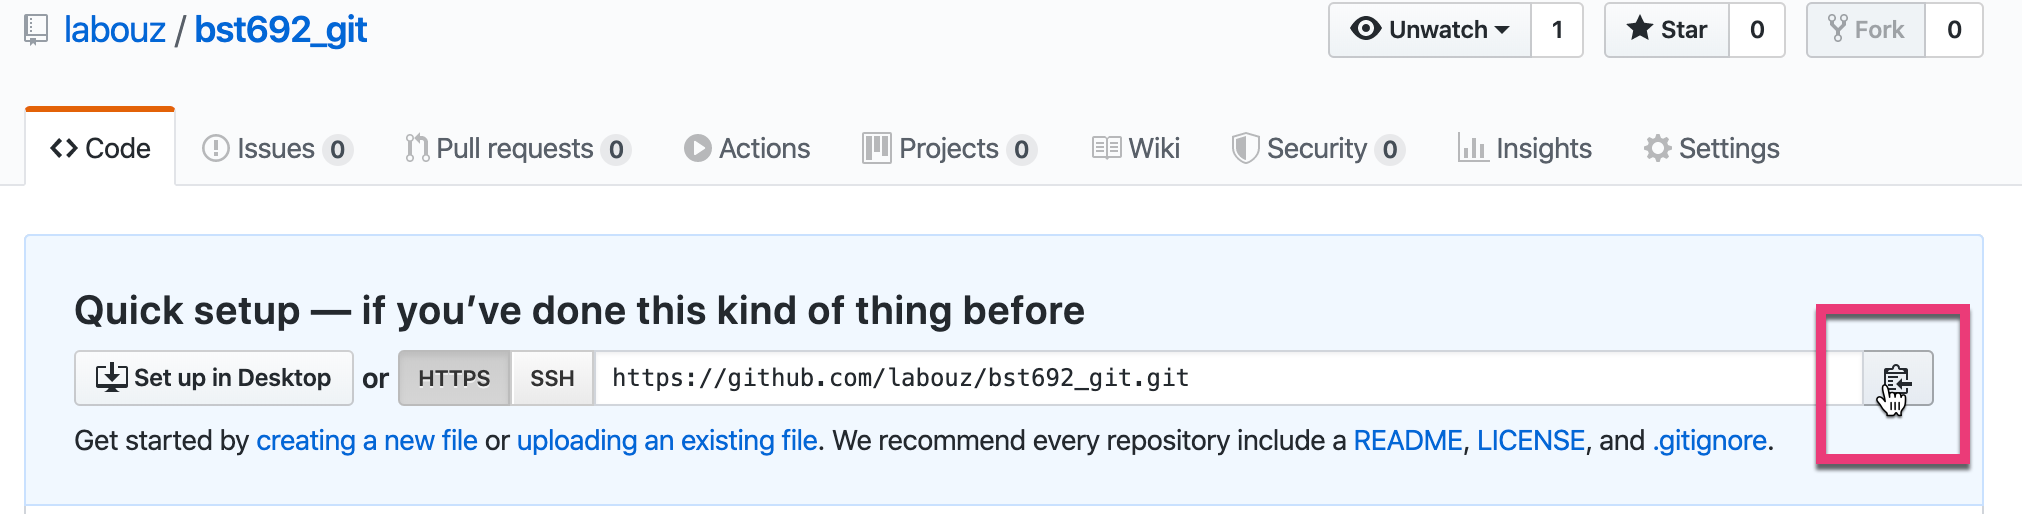 labouz / bst692_git
Unwatch 1 Star 0 Fork 0
Code Issues 0 Pull requests 0 Actions Projects 0 Wiki Security 0 Insights Settings
Quick setup — if you’ve done this kind of thing before
Set up in Desktop or HTTPS SSH https://github.com/labouz/bst692_git.git
Get started by creating a new file or uploading an existing file. We recommend every repository include a README, LICENSE, and .gitignore.